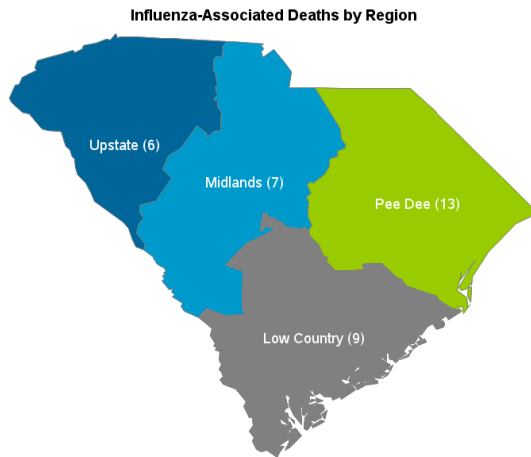 Influenza-Associated Deaths by Region
Upstate (6)
Midlands (7)
Pee Dee (13)
Low Country (9)